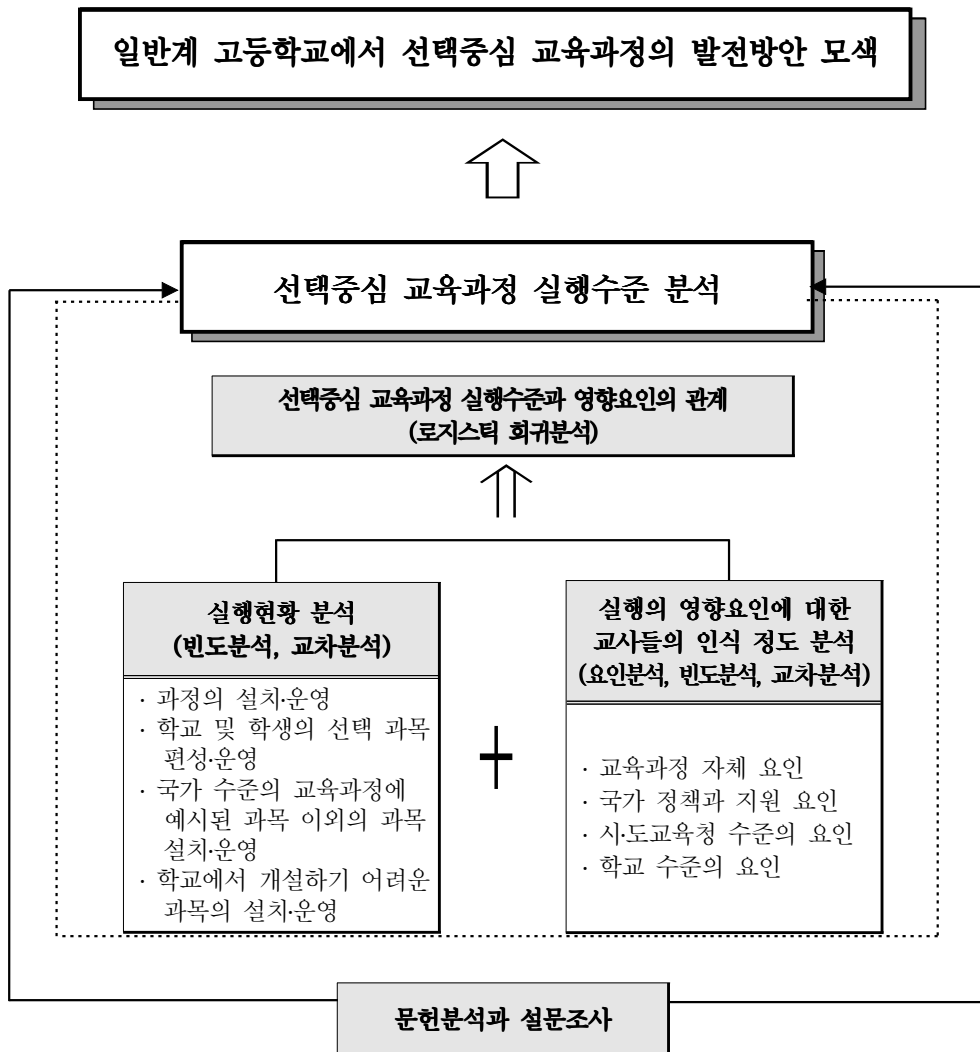 일반계 고등학교에서 선택중심 교육과정의 발전방안 모색
선택중심 교육과정 실행수준 분석
선택중심 교육과정 실행수준과 영향요인의 관계
(로지스틱 회귀분석)
실행현황 분석
(빈도분석, 교차분석)
· 과정의 설치·운영
· 학교 및 학생의 선택 과목
편성·운영
· 국가 수준의 교육과정에
예시된 과목 이외의 과목
설치·운영
· 학교에서 개설하기 어려운
과목의 설치·운영
실행의 영향요인에 대한
교사들의 인식 정도 분석
(요인분석, 빈도분석, 교차분석)
· 교육과정 자체 요인
· 국가 정책과 지원 요인
· 시·도교육청 수준의 요인
· 학교 수준의 요인
문헌분석과 설문조사